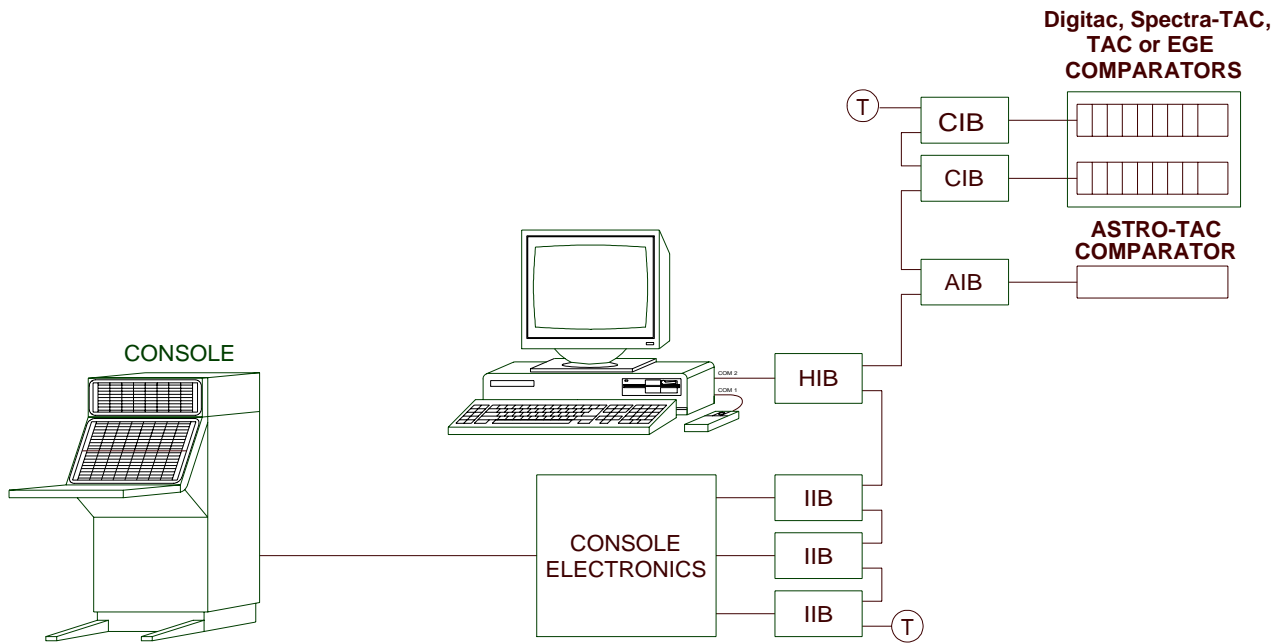 Digitac, Spectra-TAC,
TAC or EGE
COMPARATORS
T
CIB
CIB
ASTRO-TAC
COMPARATOR
AIB
CONSOLE
COM 2
HIB
COM 1
IIB
CONSOLE
ELECTRONICS
IIB
IIB
T